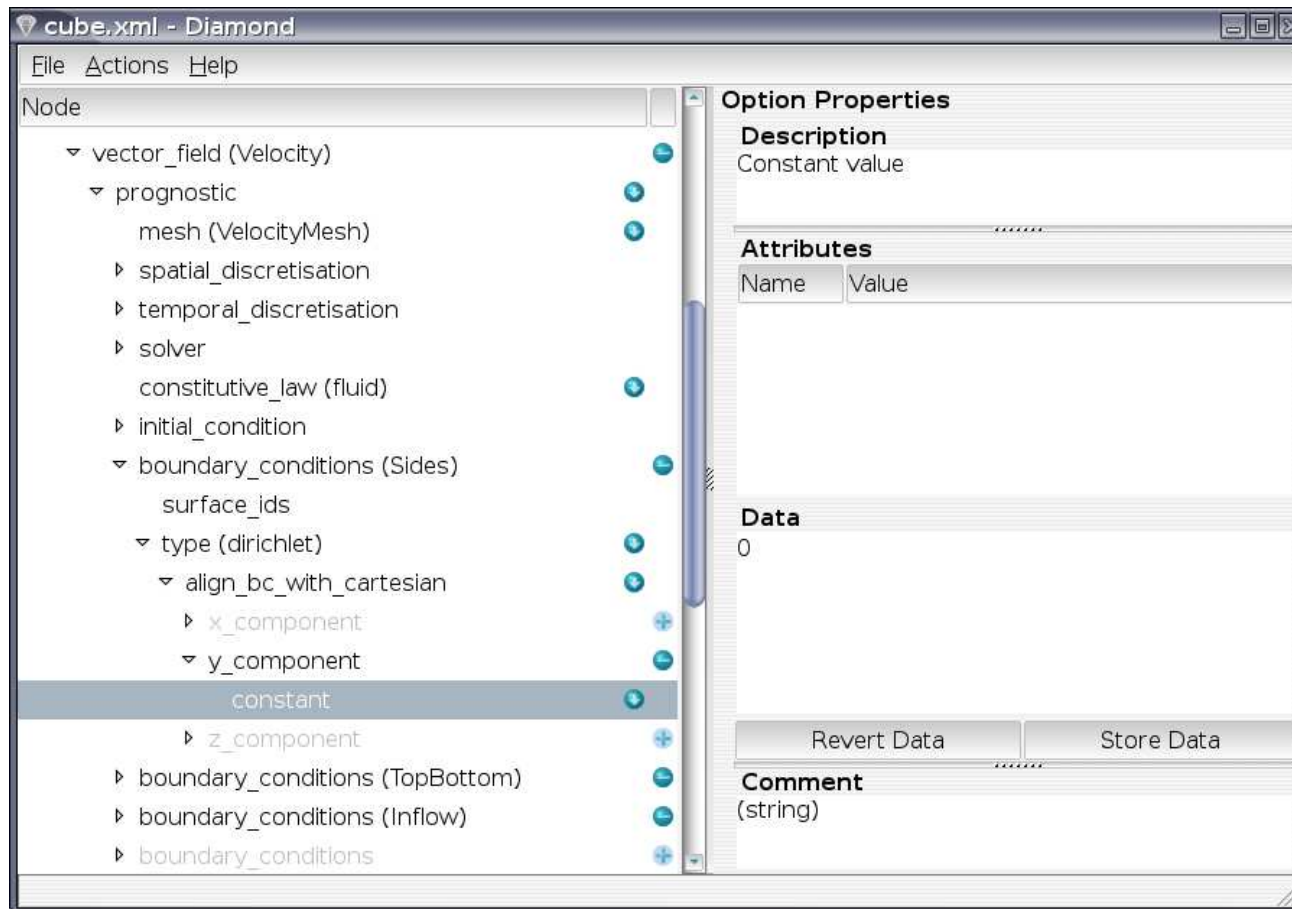 cube.xml - Diamond
File Actions Help
Node
vector_field (Velocity)
prognostic
mesh (VelocityMesh)
spatial_discretisation
temporal_discretisation
solver
constitutive_law (fluid)
initial_condition
boundary_conditions (Sides)
surface_ids
type (dirichlet)
align_bc_with_cartesian
x_component
y_component
constant
z_component
boundary_conditions (TopBottom)
boundary_conditions (Inflow)
boundary_conditions
Option Properties
Description
Constant value
Attributes
Name Value
Data
0
Revert Data Store Data
Comment
(string)